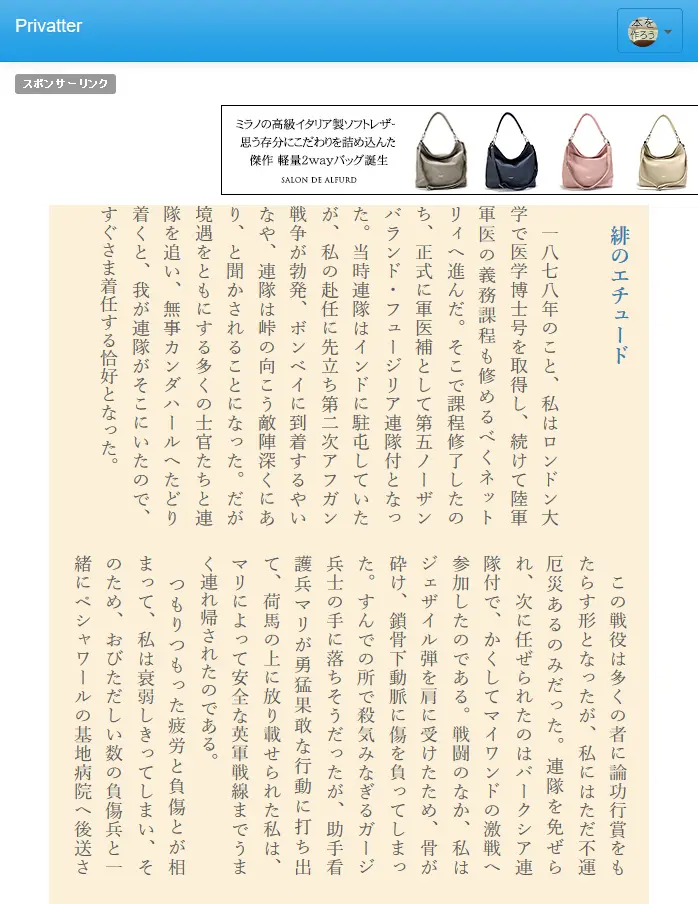 Privatter
本を
作ろう
スポンサーリンク
ミラノの高級イタリア製ソフトレザー
思う存分にこだわりを詰め込んだ
傑作 軽量2wayバッグ誕生
SALON DE ALFURD
緋のエチュード
一八七八年のこと、私はロンドン大
学で医学博士号を取得し、続けて陸軍
軍医の義務課程も修めるべくネット
リィへ進んだ。そこで課程修了したの
ち、正式に軍医補として第五ノーザン
バランド・フュージリア連隊付となっ
た。当時連隊はインドに駐屯していた
が、私の赴任に先立ち第二次アフガン
戦争が勃発、ボンベイに到着するやい
なや、連隊は峠の向こう敵陣深くにあ
り、と聞かされることになった。だが
境遇をともにする多くの士官たちと連
隊を追い、無事カンダハールへたどり
着くと、我が連隊がそこにいたので、
すぐさま着任する恰好となった。
この戦役は多くの者に論功行賞をも
たらす形となったが、私にはただ不運
厄災あるのみだった。連隊を免ぜら
れ、次に任ぜられたのはバークシア連
隊付で、かくしてマイワンドの激戦へ
参加したのである。戦闘のなか、私は
ジェザイル弾を肩に受けたため、骨が
砕け、鎖骨下動脈に傷を負ってしまっ
た。すんでの所で殺気みなぎるガージ
兵士の手に落ちそうだったが、助手看
護兵マリが勇猛果敢な行動に打ち出
て、荷馬の上に放り載せられた私は、
マリによって安全な英軍戦線までうま
く連れ帰されたのである。
つもりつもった疲労と負傷とが相
まって、私は衰弱しきってしまい、そ
のため、おびただしい数の負傷兵と一
緒にペシャワールの基地病院へ後送さ